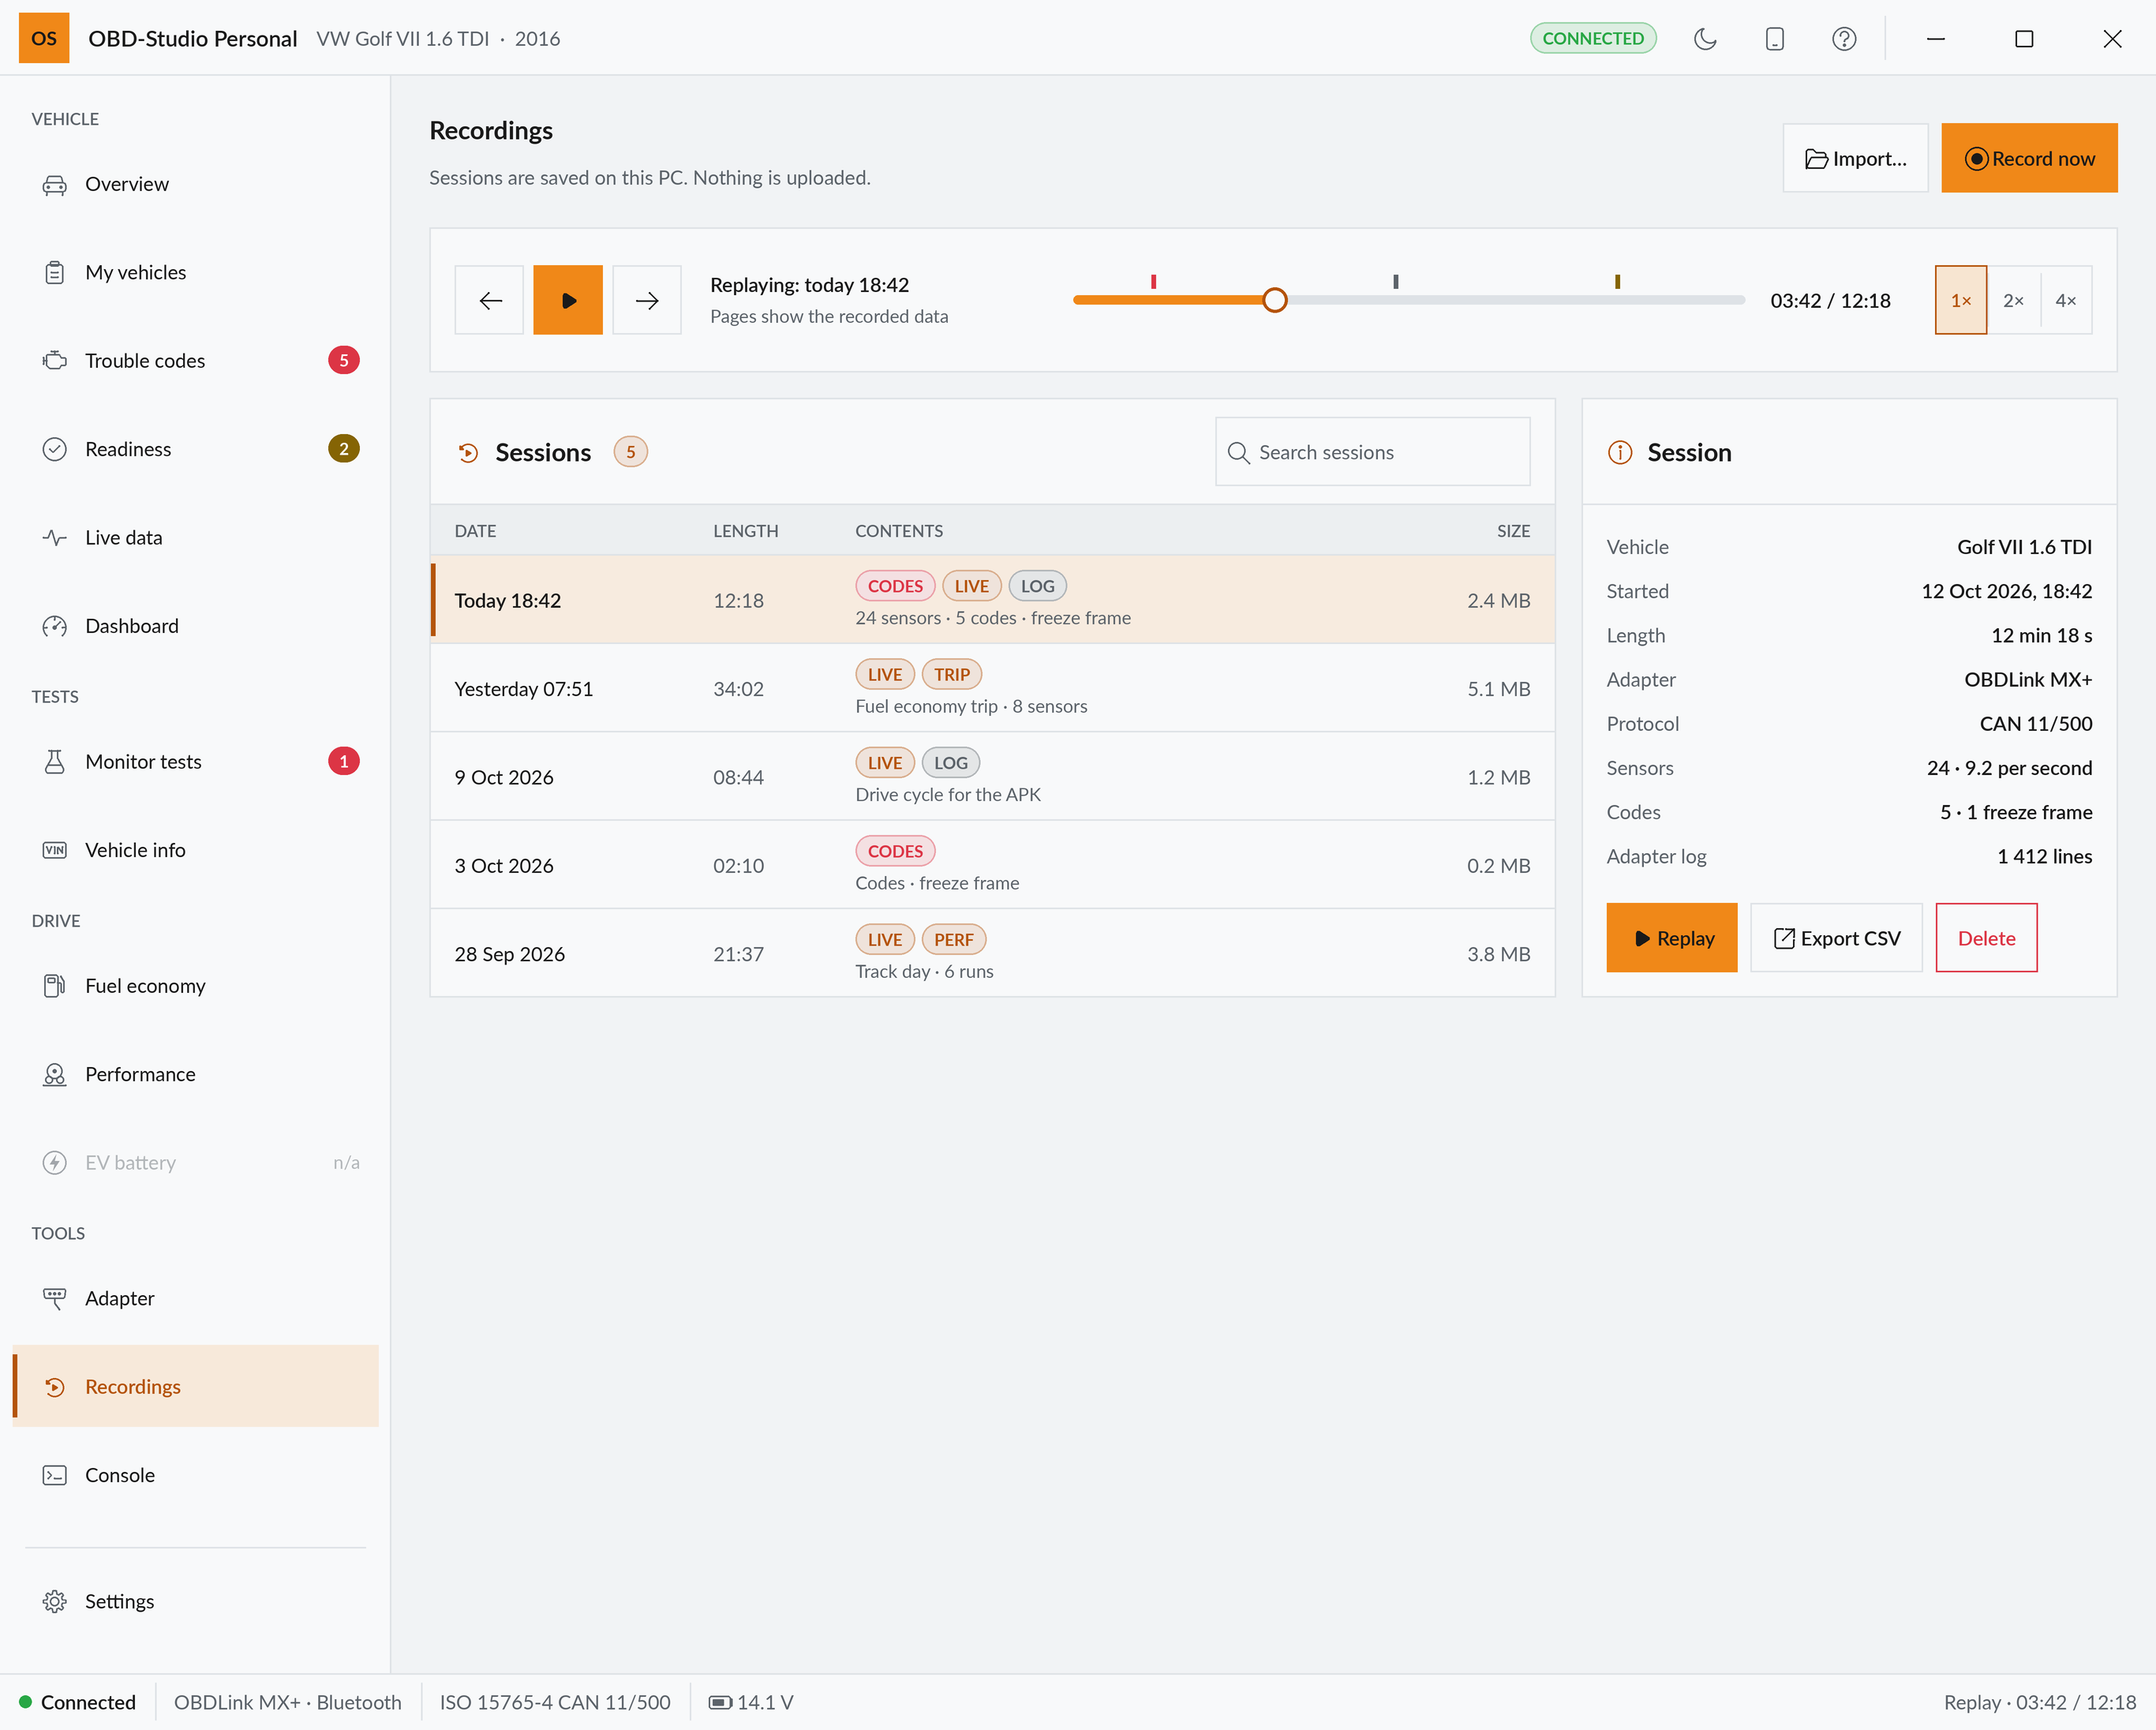 OS OBD-Studio Personal VW Golf VII 1.6 TDI · 2016 CONNECTED
VEHICLE
Overview
My vehicles
Trouble codes 5
Readiness 2
Live data
Dashboard
TESTS
Monitor tests 1
VIN Vehicle info
DRIVE
Fuel economy
Performance
EV battery n/a
TOOLS
Adapter
Recordings
Console
Settings
Recordings
Sessions are saved on this PC. Nothing is uploaded.
Import... Record now
Replaying: today 18:42
Pages show the recorded data
03:42 / 12:18 1× 2× 4×
Sessions 5 Search sessions
DATE LENGTH CONTENTS SIZE
Today 18:42 12:18 CODES LIVE LOG 2.4 MB
24 sensors · 5 codes · freeze frame
Yesterday 07:51 34:02 LIVE TRIP 5.1 MB
Fuel economy trip · 8 sensors
9 Oct 2026 08:44 LIVE LOG 1.2 MB
Drive cycle for the APK
3 Oct 2026 02:10 CODES 0.2 MB
Codes · freeze frame
28 Sep 2026 21:37 LIVE PERF 3.8 MB
Track day · 6 runs
Session
Vehicle Golf VII 1.6 TDI
Started 12 Oct 2026, 18:42
Length 12 min 18 s
Adapter OBDLink MX+
Protocol CAN 11/500
Sensors 24 · 9.2 per second
Codes 5 · 1 freeze frame
Adapter log 1 412 lines
Replay Export CSV Delete
Connected OBDLink MX+ · Bluetooth ISO 15765-4 CAN 11/500 14.1 V Replay · 03:42 / 12:18